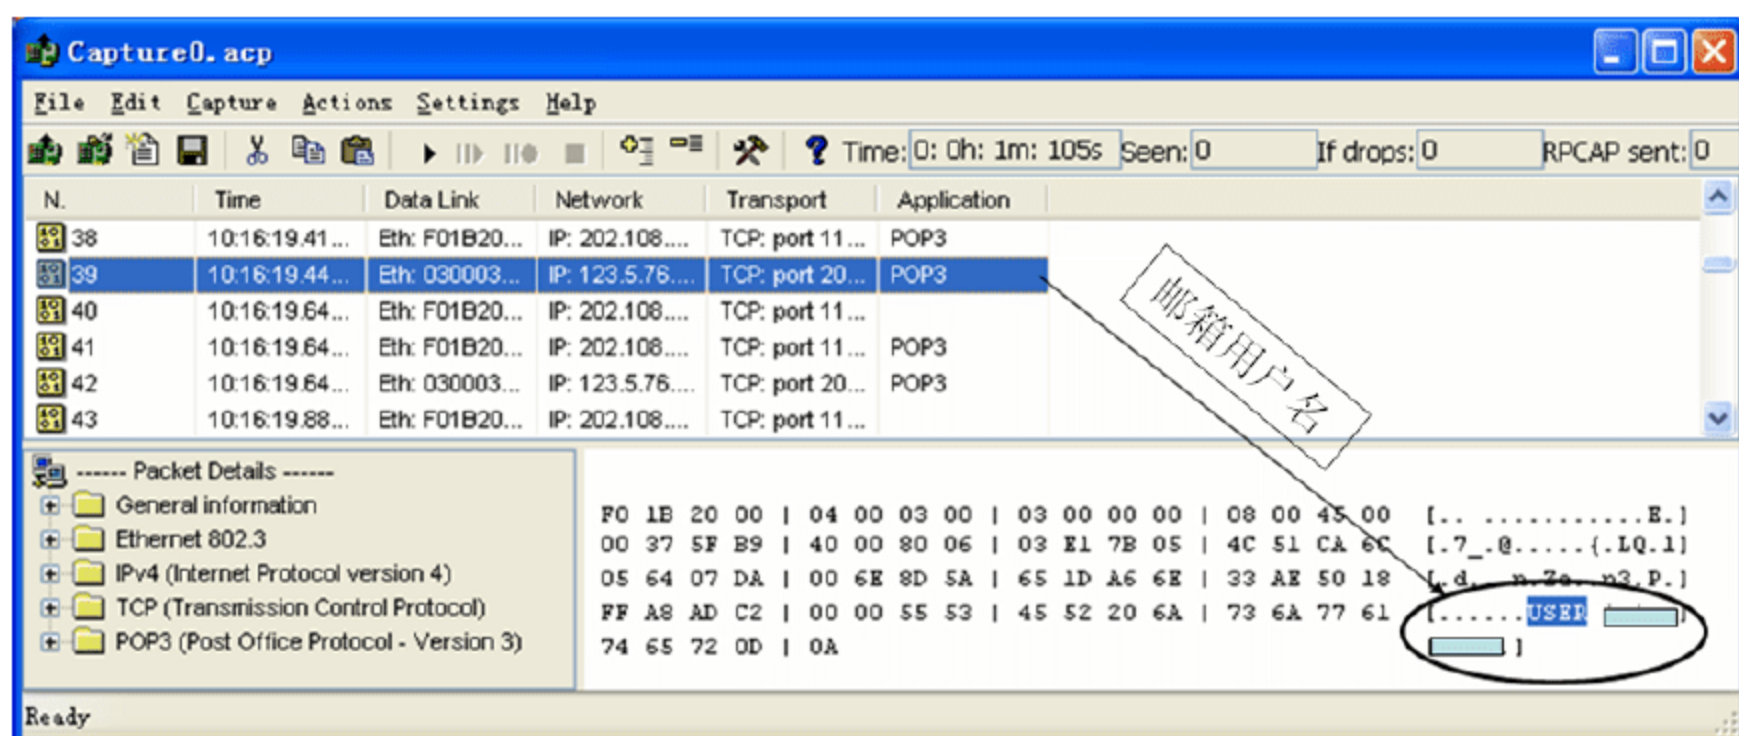 Capture0.acp
File Edit Capture Actions Settings Help
Time: 0: 0h: 1m: 105s Seen: 0 If drops: 0 RPCAP sent: 0
N. Time Data Link Network Transport Application
38 10:16:19.41... Eth: F01B20... IP: 202.108.... TCP: port 11... POP3
39 10:16:19.44... Eth: 030003... IP: 123.5.76.... TCP: port 20... POP3
40 10:16:19.64... Eth: F01B20... IP: 202.108.... TCP: port 11...
41 10:16:19.64... Eth: F01B20... IP: 202.108.... TCP: port 11... POP3
42 10:16:19.64... Eth: 030003... IP: 123.5.76.... TCP: port 20... POP3
43 10:16:19.88... Eth: F01B20... IP: 202.108.... TCP: port 11...
邮箱用户名
------ Packet Details ------
General information
Ethernet 802.3
IPv4 (Internet Protocol version 4)
TCP (Transmission Control Protocol)
POP3 (Post Office Protocol - Version 3)
F0 1B 20 00 | 04 00 03 00 | 03 00 00 00 | 08 00 45 00 [.. ...........E.]
00 37 5F B9 | 40 00 80 06 | 03 E1 7B 05 | 4C 51 CA 6C [.7_.@.....{.LQ.l]
05 64 07 DA | 00 6E 8D 5A | 65 1D A6 6E | 33 AE 50 18 [.d...n.Ze..n3.P.]
FF A8 AD C2 | 00 00 55 53 | 45 52 20 6A | 73 6A 77 61 [......USER ]
74 65 72 0D | 0A [ .]
Ready